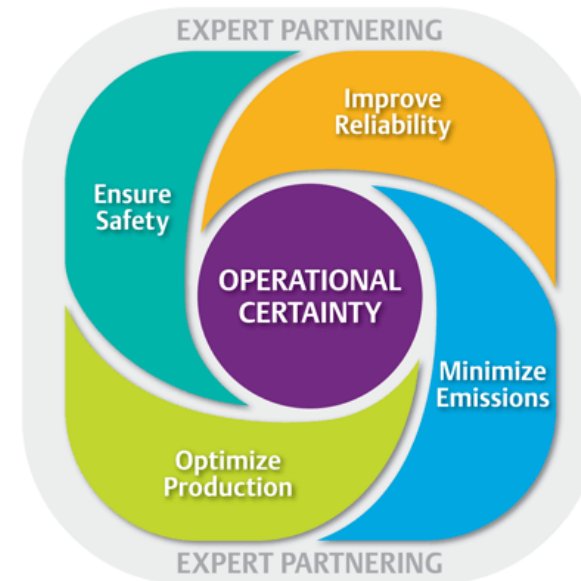 EXPERT PARTNERING
Improve
Reliability
Ensure
Safety
OPERATIONAL
CERTAINTY
Minimize
Emissions
Optimize
Production
EXPERT PARTNERING